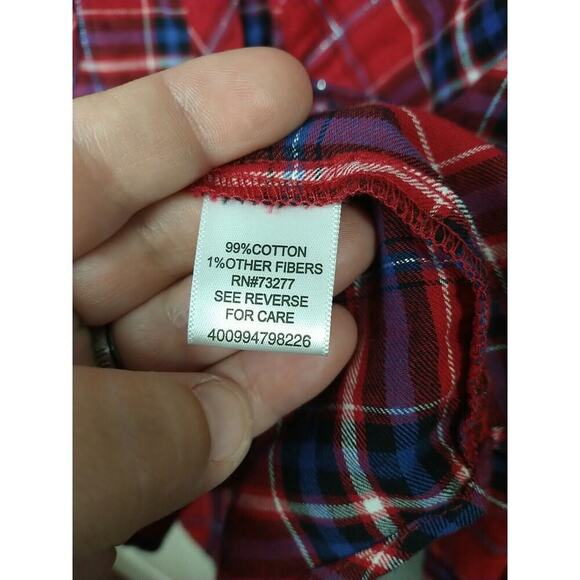 99%COTTON
1%OTHER FIBERS
RN#73277
SEE REVERSE
FOR CARE
400994798226